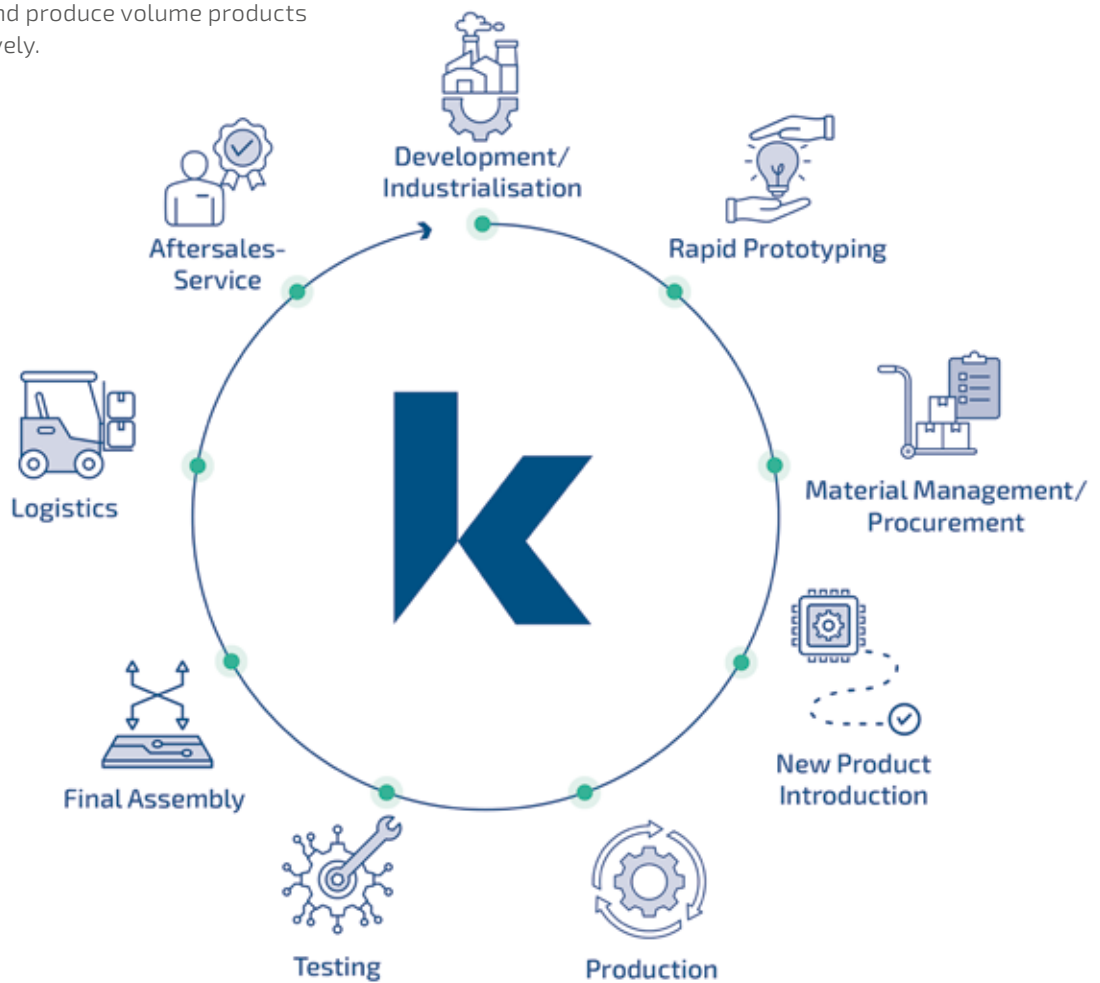 nd produce volume products
vely.
Development/
Industrialisation
Rapid Prototyping
Material Management/
Procurement
New Product
Introduction
Production
Testing
Final Assembly
Logistics
Aftersales-
Service
k